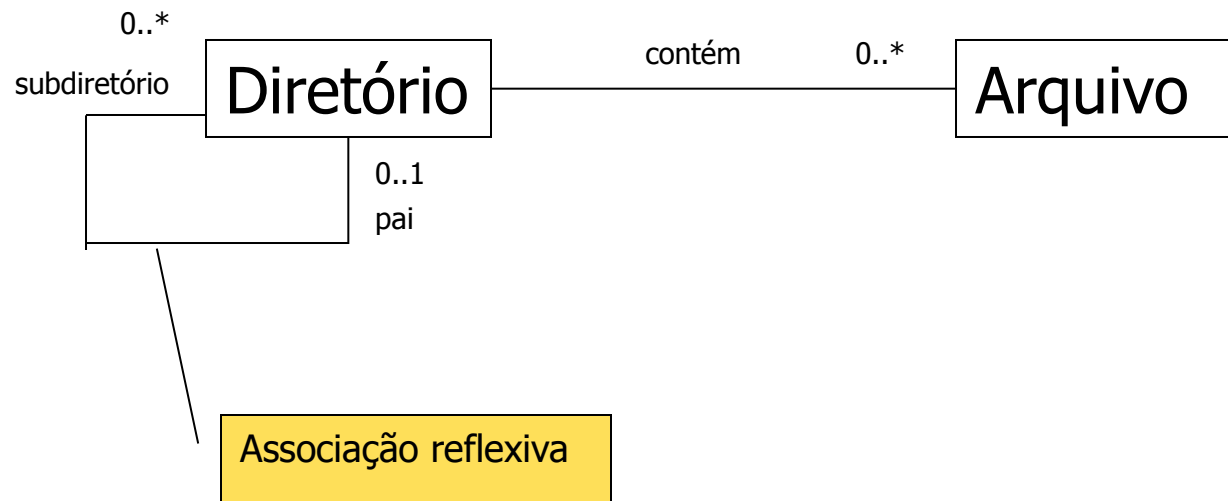 0..*
subdiretório
Diretório
contém
0..*
Arquivo
0..1
pai
Associação reflexiva